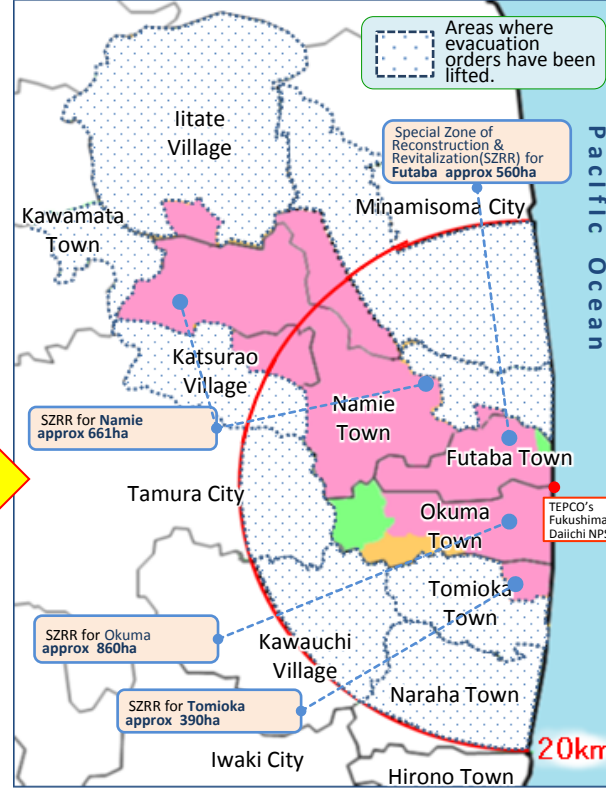 Areas where
evacuation
orders have been
lifted.
Pacific Ocean
Iitate
Village
Special Zone of
Reconstruction &
Revitalization(SZRR) for
Futaba approx 560ha
Minamisoma City
Kawamata
Town
Katsurao
Village
Namie
Town
SZRR for Namie
approx 661ha
Futaba Town
Tamura City
Okuma
Town
TEPCO's
Fukushima
Daiichi NPS
Tomioka
Town
SZRR for Okuma
approx 860ha
Kawauchi
Village
Naraha Town
SZRR for Tomioka
approx 390ha
20km
Iwaki City
Hirono Town